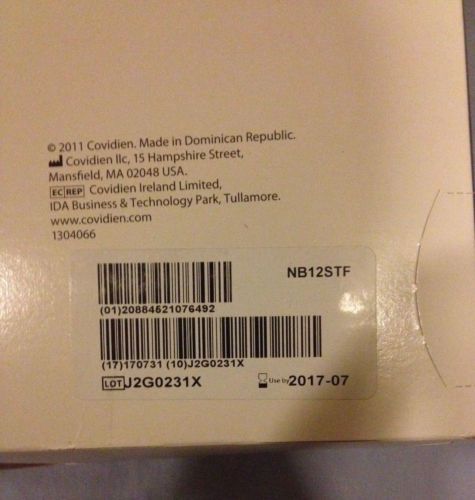 © 2011 Covidien. Made in Dominican Republic.
Covidien llc, 15 Hampshire Street,
Mansfield, MA 02048 USA.
EC REP Covidien Ireland Limited,
IDA Business & Technology Park, Tullamore.
www.covidien.com
1304066
NB12STF
(01)20884521076492
(17)170731 (10)J2G0231X
LOT J2G0231X Use by 2017-07